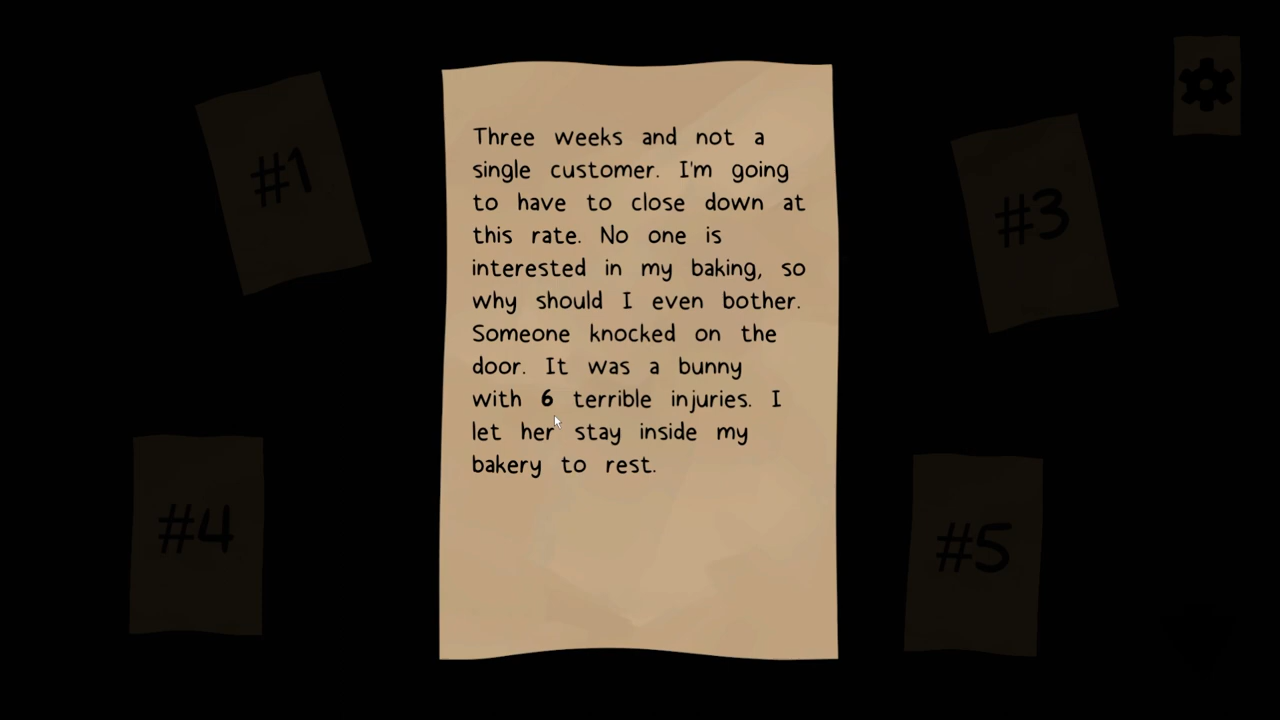 #1
Three weeks and not a
single customer. I'm going
to have to close down at
this rate. No one is
interested in my baking, so
why should I even bother.
Someone knocked on the
door. It was a bunny
with 6 terrible injuries. I
let her stay inside my
bakery to rest.
#3
#4
#5